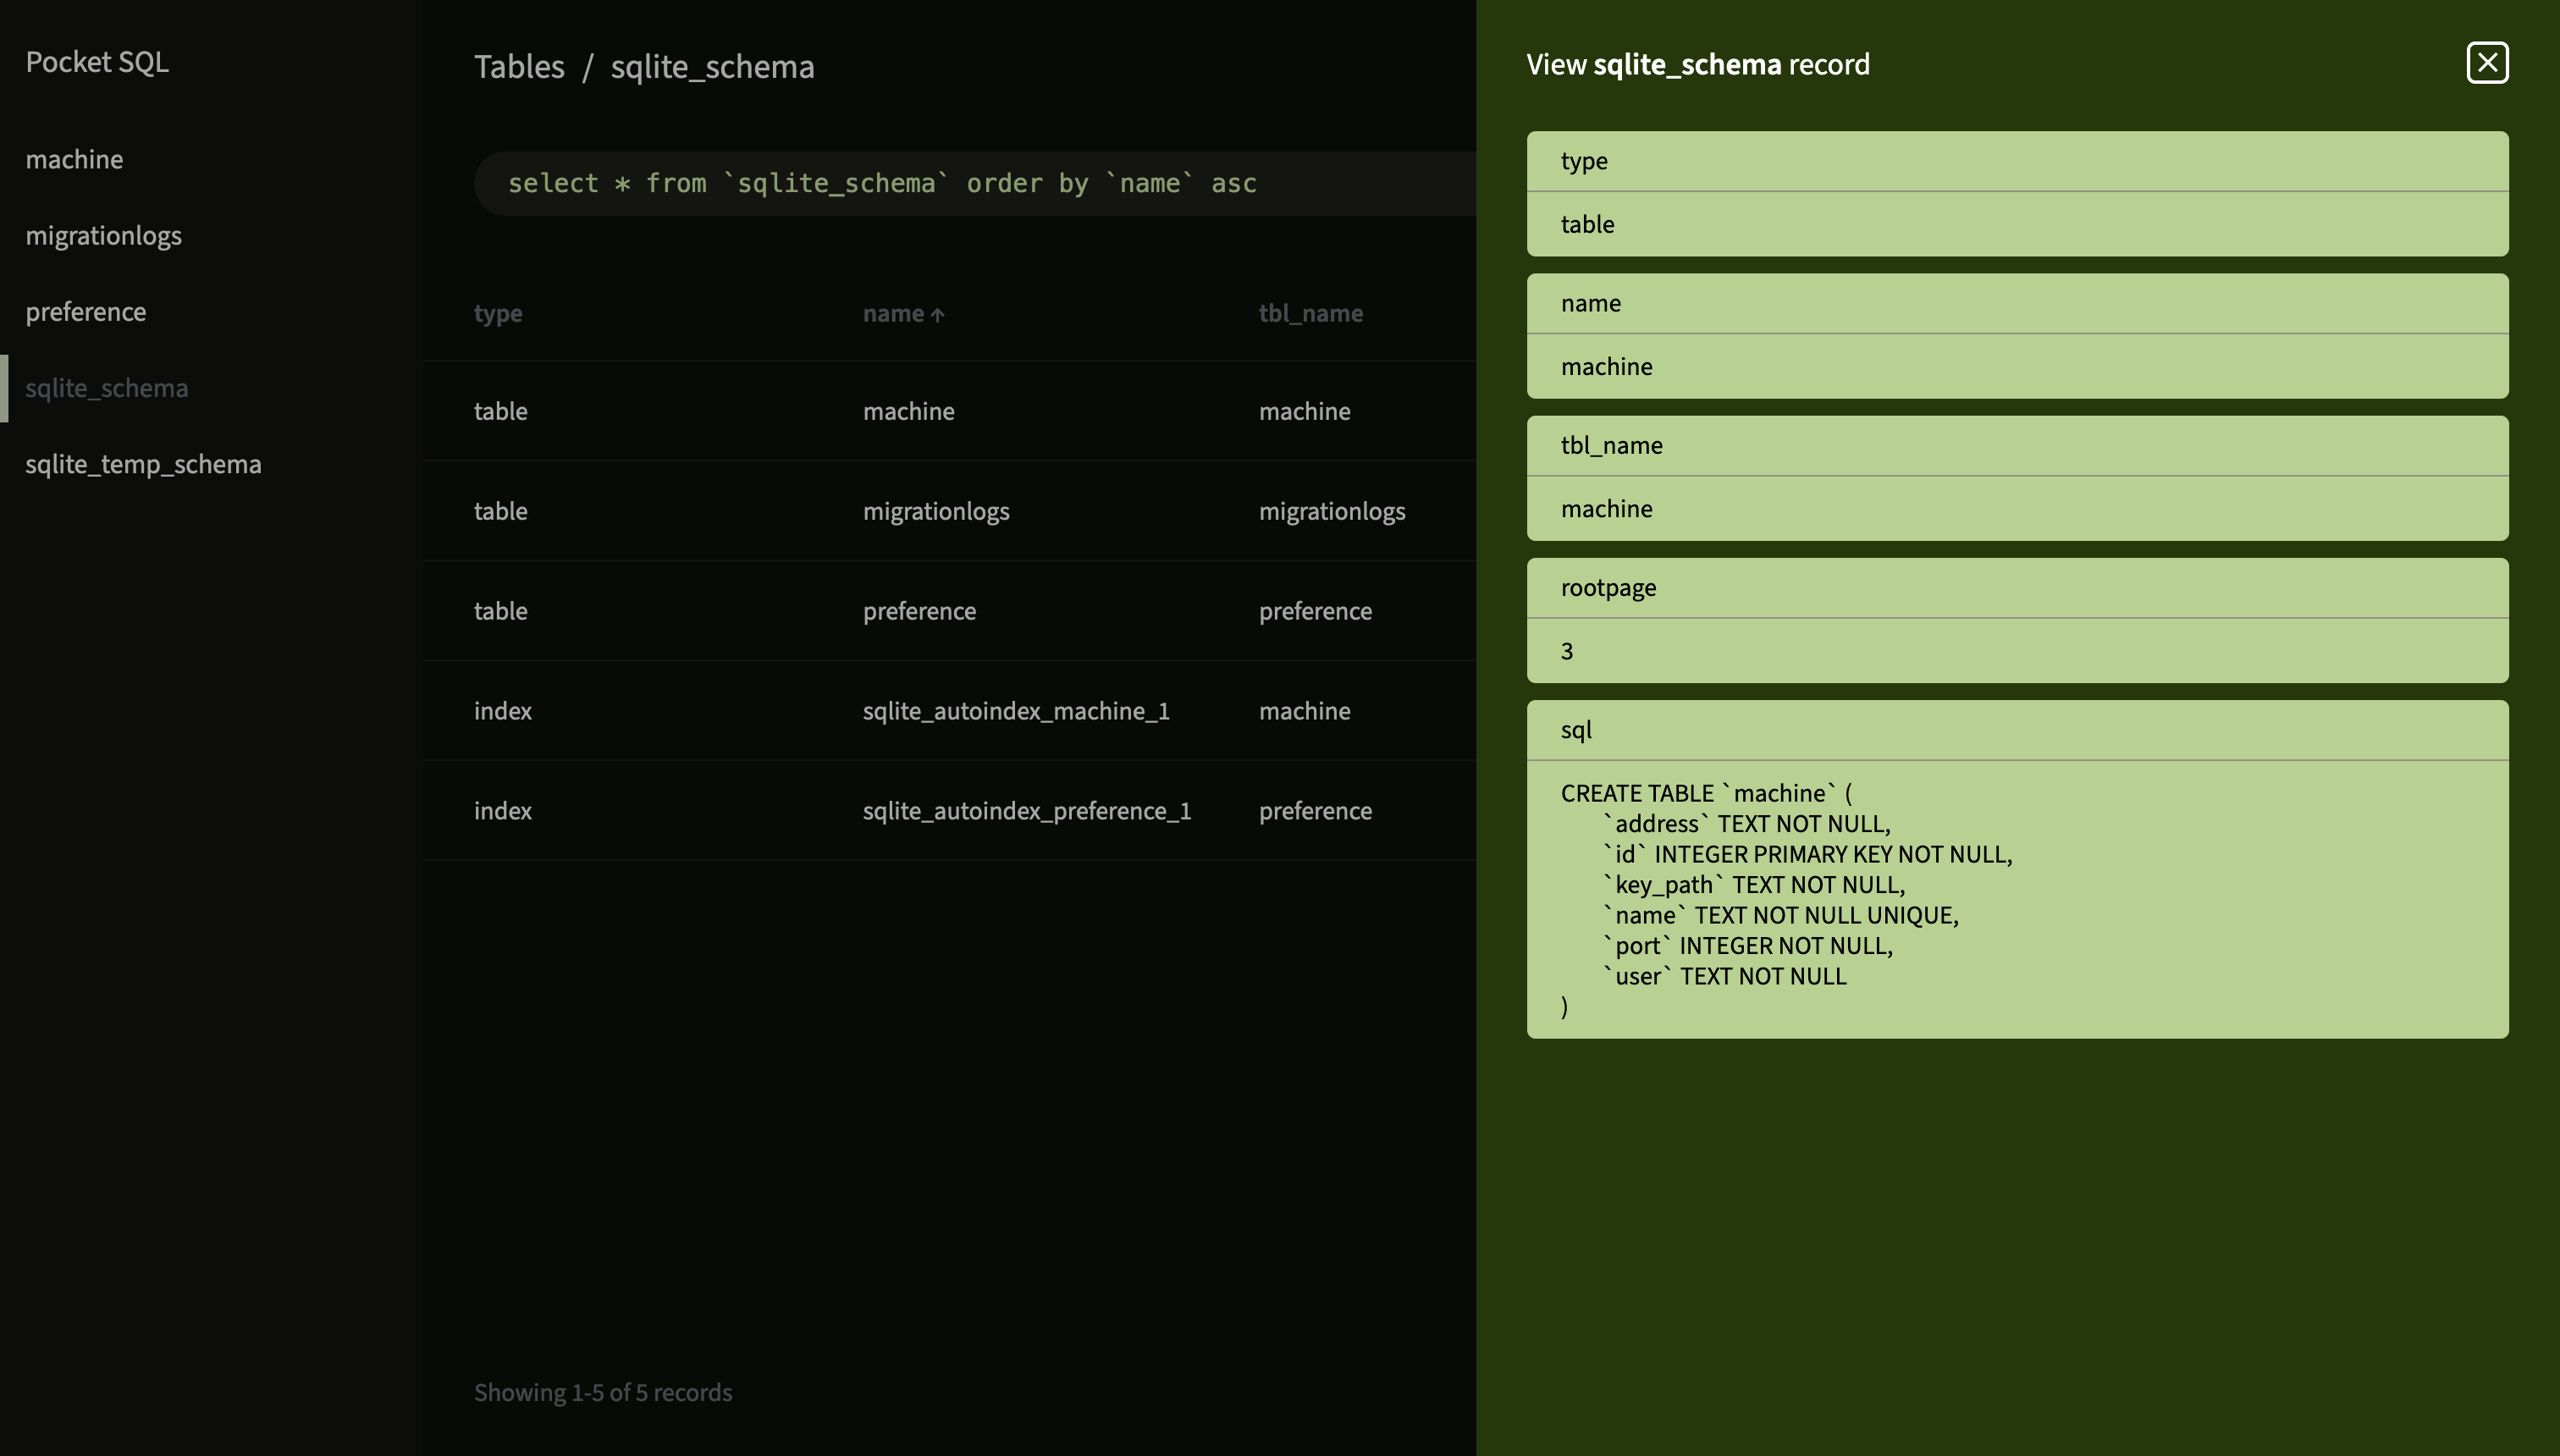 Pocket SQL
machine
migrationlogs
preference
sqlite_schema
sqlite_temp_schema
Tables / sqlite_schema
select * from `sqlite_schema` order by `name` asc
type name ↑ tbl_name
table machine machine
table migrationlogs migrationlogs
table preference preference
index sqlite_autoindex_machine_1 machine
index sqlite_autoindex_preference_1 preference
Showing 1-5 of 5 records
View sqlite_schema record
type
table
name
machine
tbl_name
machine
rootpage
3
sql
CREATE TABLE `machine` (
`address` TEXT NOT NULL,
`id` INTEGER PRIMARY KEY NOT NULL,
`key_path` TEXT NOT NULL,
`name` TEXT NOT NULL UNIQUE,
`port` INTEGER NOT NULL,
`user` TEXT NOT NULL
)